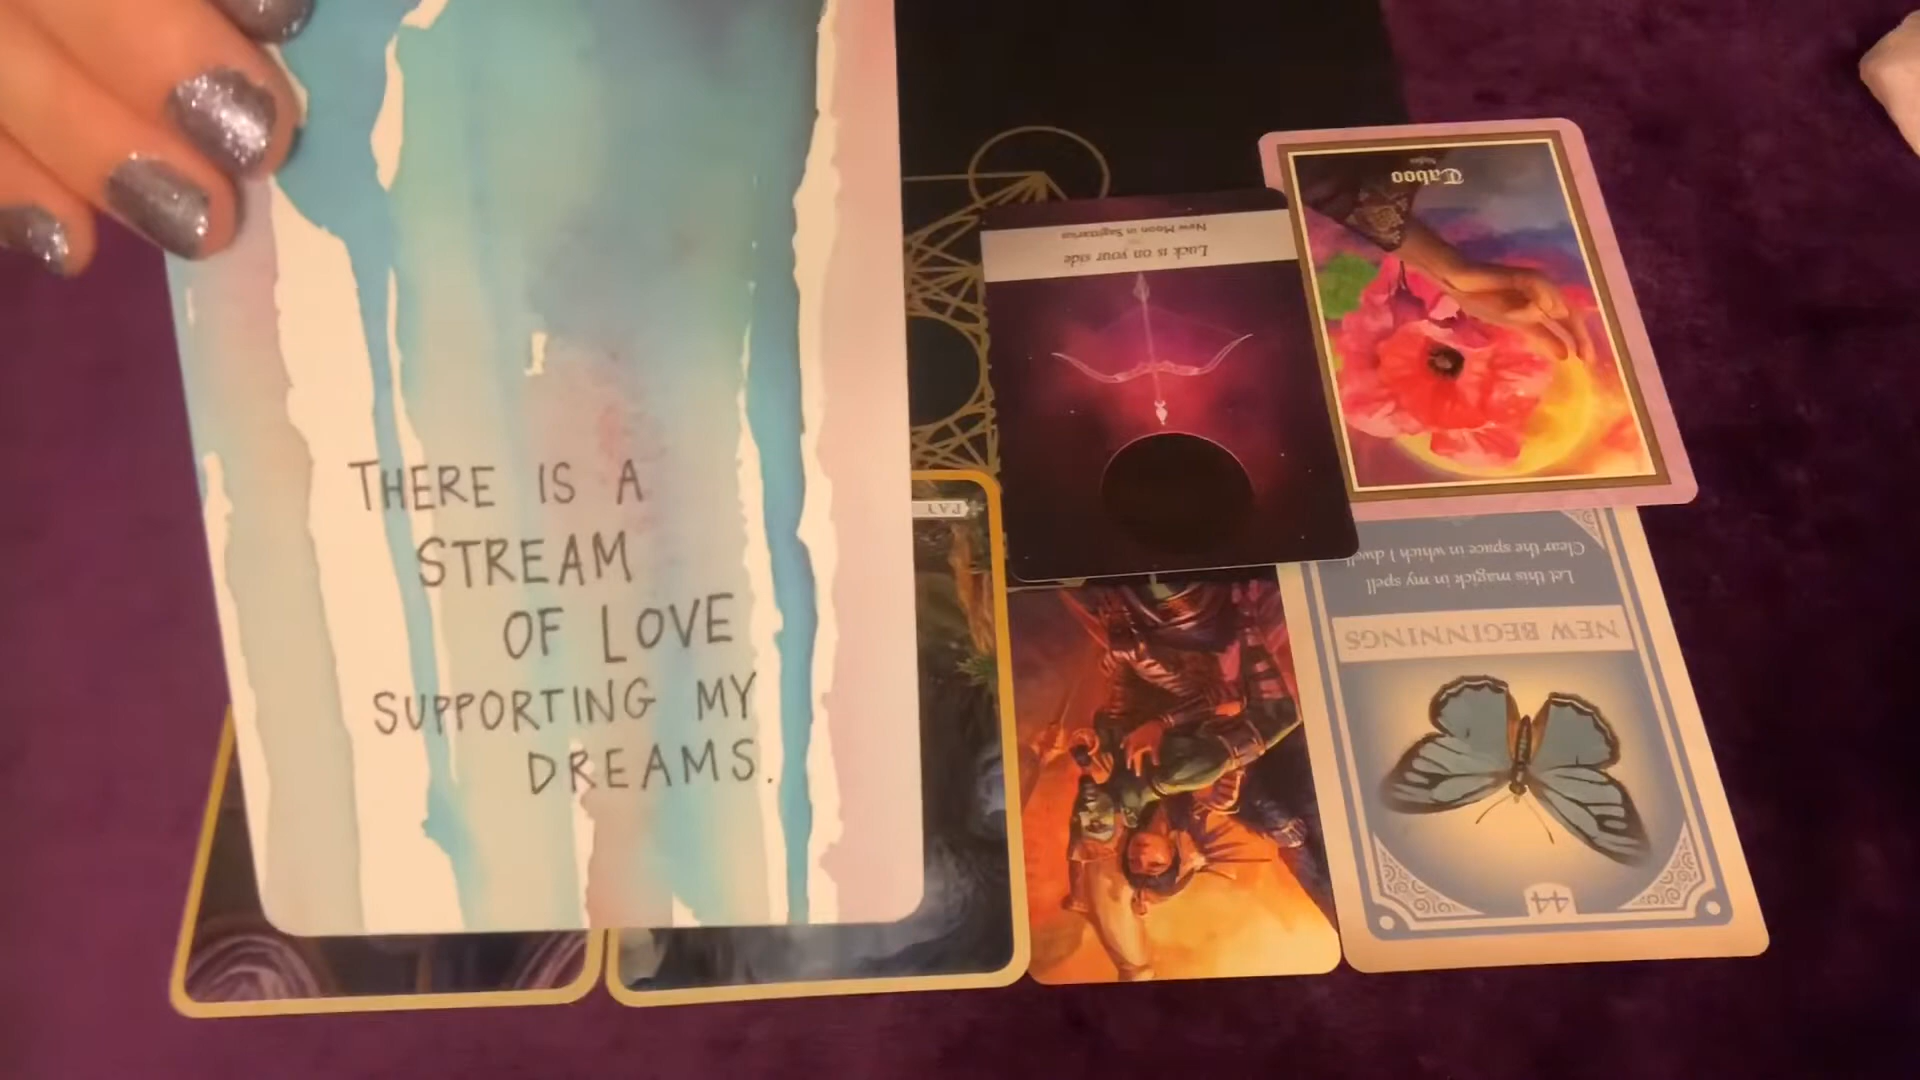 THERE IS A
STREAM
OF LOVE
SUPPORTING MY
DREAMS.
Luck is on your side
New Moon in Sagittarius
Taboo
44
NEW BEGINNINGS
Let this magick in my spell
Clear the space in which I dwell
PAY